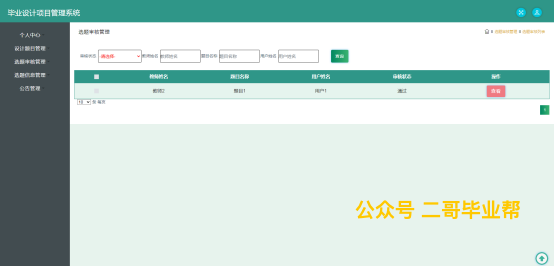 毕业设计项目管理系统
个人中心
设计题目管理
选题审核管理
选题信息管理
公告管理
选题审核管理
选题审核管理 选题审核列表
审核状态 请选择 教师姓名 教师姓名 题目名称 题目名称 用户姓名 用户姓名 查询
教师姓名 题目名称 用户姓名 审核状态 操作
教师2 题目1 用户1 通过 查看
10 条 每页
1
公众号 二哥毕业帮